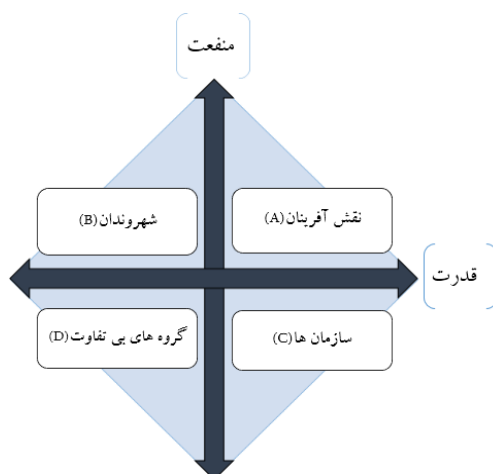 منفعت
نقش آفرینان(A)
شهروندان(B)
قدرت
سازمان ها(C)
گروه های بی تفاوت(D)